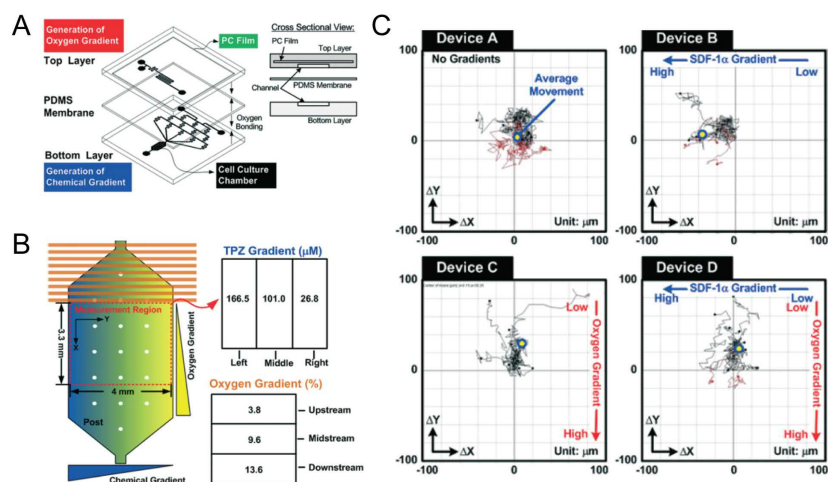 A
Generation of
Oxygen Gradient
PC Film
Top Layer
PDMS
Membrane
Oxygen
Bonding
Bottom Layer
Generation of
Chemical Gradient
Cell Culture
Chamber
Cross Sectional View:
PC Film
Top Layer
Channel
PDMS Membrane
Bottom Layer
B
Measurement Region
Y
X
3.3 mm
4 mm
Post
Oxygen Gradient
Chemical Gradient
TPZ Gradient (μM)
166.5 101.0 26.8
Left Middle Right
Oxygen Gradient (%)
3.8 Upstream
9.6 Midstream
13.6 Downstream
C
Device A
100
No Gradients
Average
Movement
0
ΔY
ΔX
Unit: μm
-100
-100 0 100
Device B
100
SDF-1α Gradient
High Low
0
ΔY
ΔX
Unit: μm
-100
-100 0 100
Device C
100
Low
Oxygen Gradient
High
0
ΔY
ΔX
Unit: μm
-100
-100 0 100
Device D
100
SDF-1α Gradient
High Low
Low
Oxygen Gradient
High
0
ΔY
ΔX
Unit: μm
-100
-100 0 100